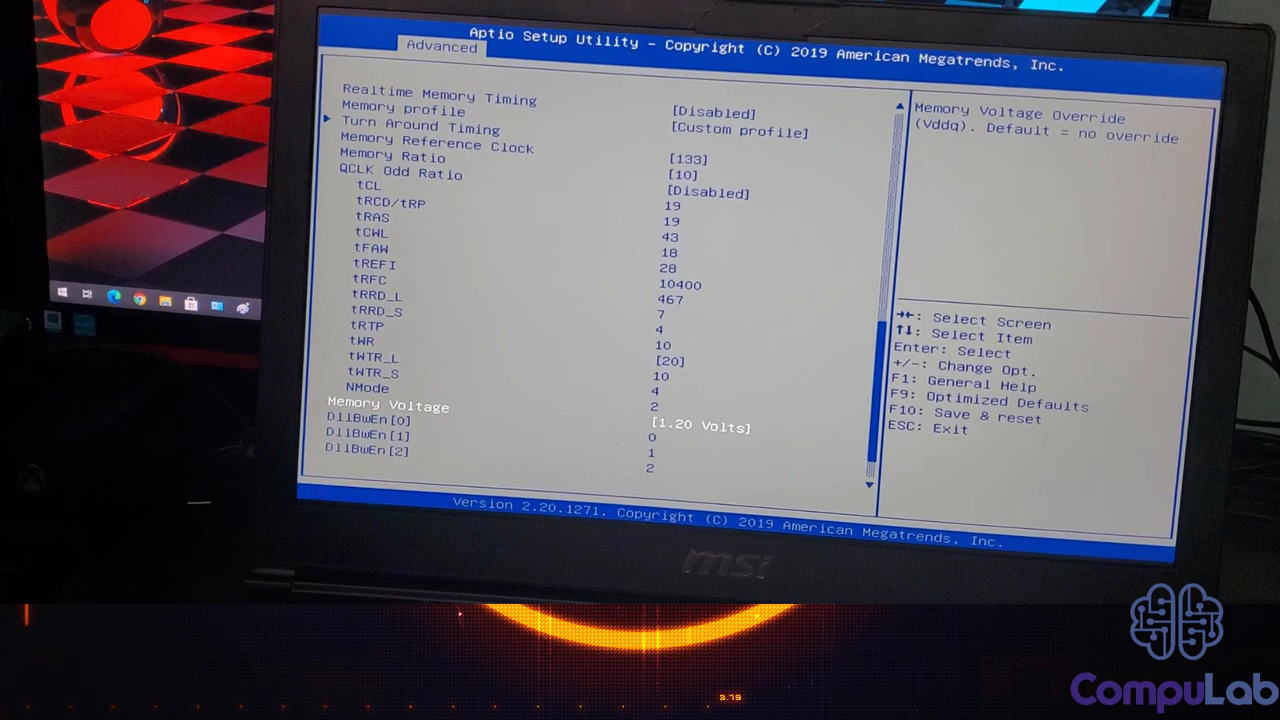 Aptio Setup Utility - Copyright (C) 2019 American Megatrends, Inc.
Advanced
Realtime Memory Timing [Disabled]
Memory profile [Custom profile]
Turn Around Timing
Memory Reference Clock [133]
Memory Ratio [10]
QCLK Odd Ratio [Disabled]
tCL 19
tRCD/tRP 19
tRAS 43
tCWL 18
tFAW 28
tREFI 10400
tRFC 467
tRRD_L 7
tRRD_S 4
tRTP 10
tWR [20]
tWTR_L 10
tWTR_S 4
NMode 2
Memory Voltage [1.20 Volts]
DllBwEn[0] 0
DllBwEn[1] 1
DllBwEn[2] 2
Memory Voltage Override
(Vddq). Default = no override
→←: Select Screen
↑↓: Select Item
Enter: Select
+/-: Change Opt.
F1: General Help
F9: Optimized Defaults
F10: Save & reset
ESC: Exit
Version 2.20.1271. Copyright (C) 2019 American Megatrends, Inc.
msi
3.79
CompuLab